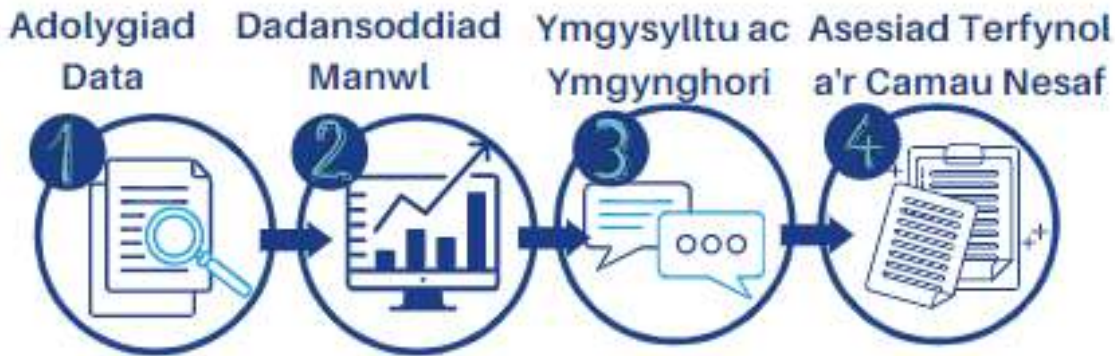 Adolygiad
Data
1
Dadansoddiad
Manwl
2
Ymgysylltu ac
Ymgynghori
3
Asesiad Terfynol
a'r Camau Nesaf
4